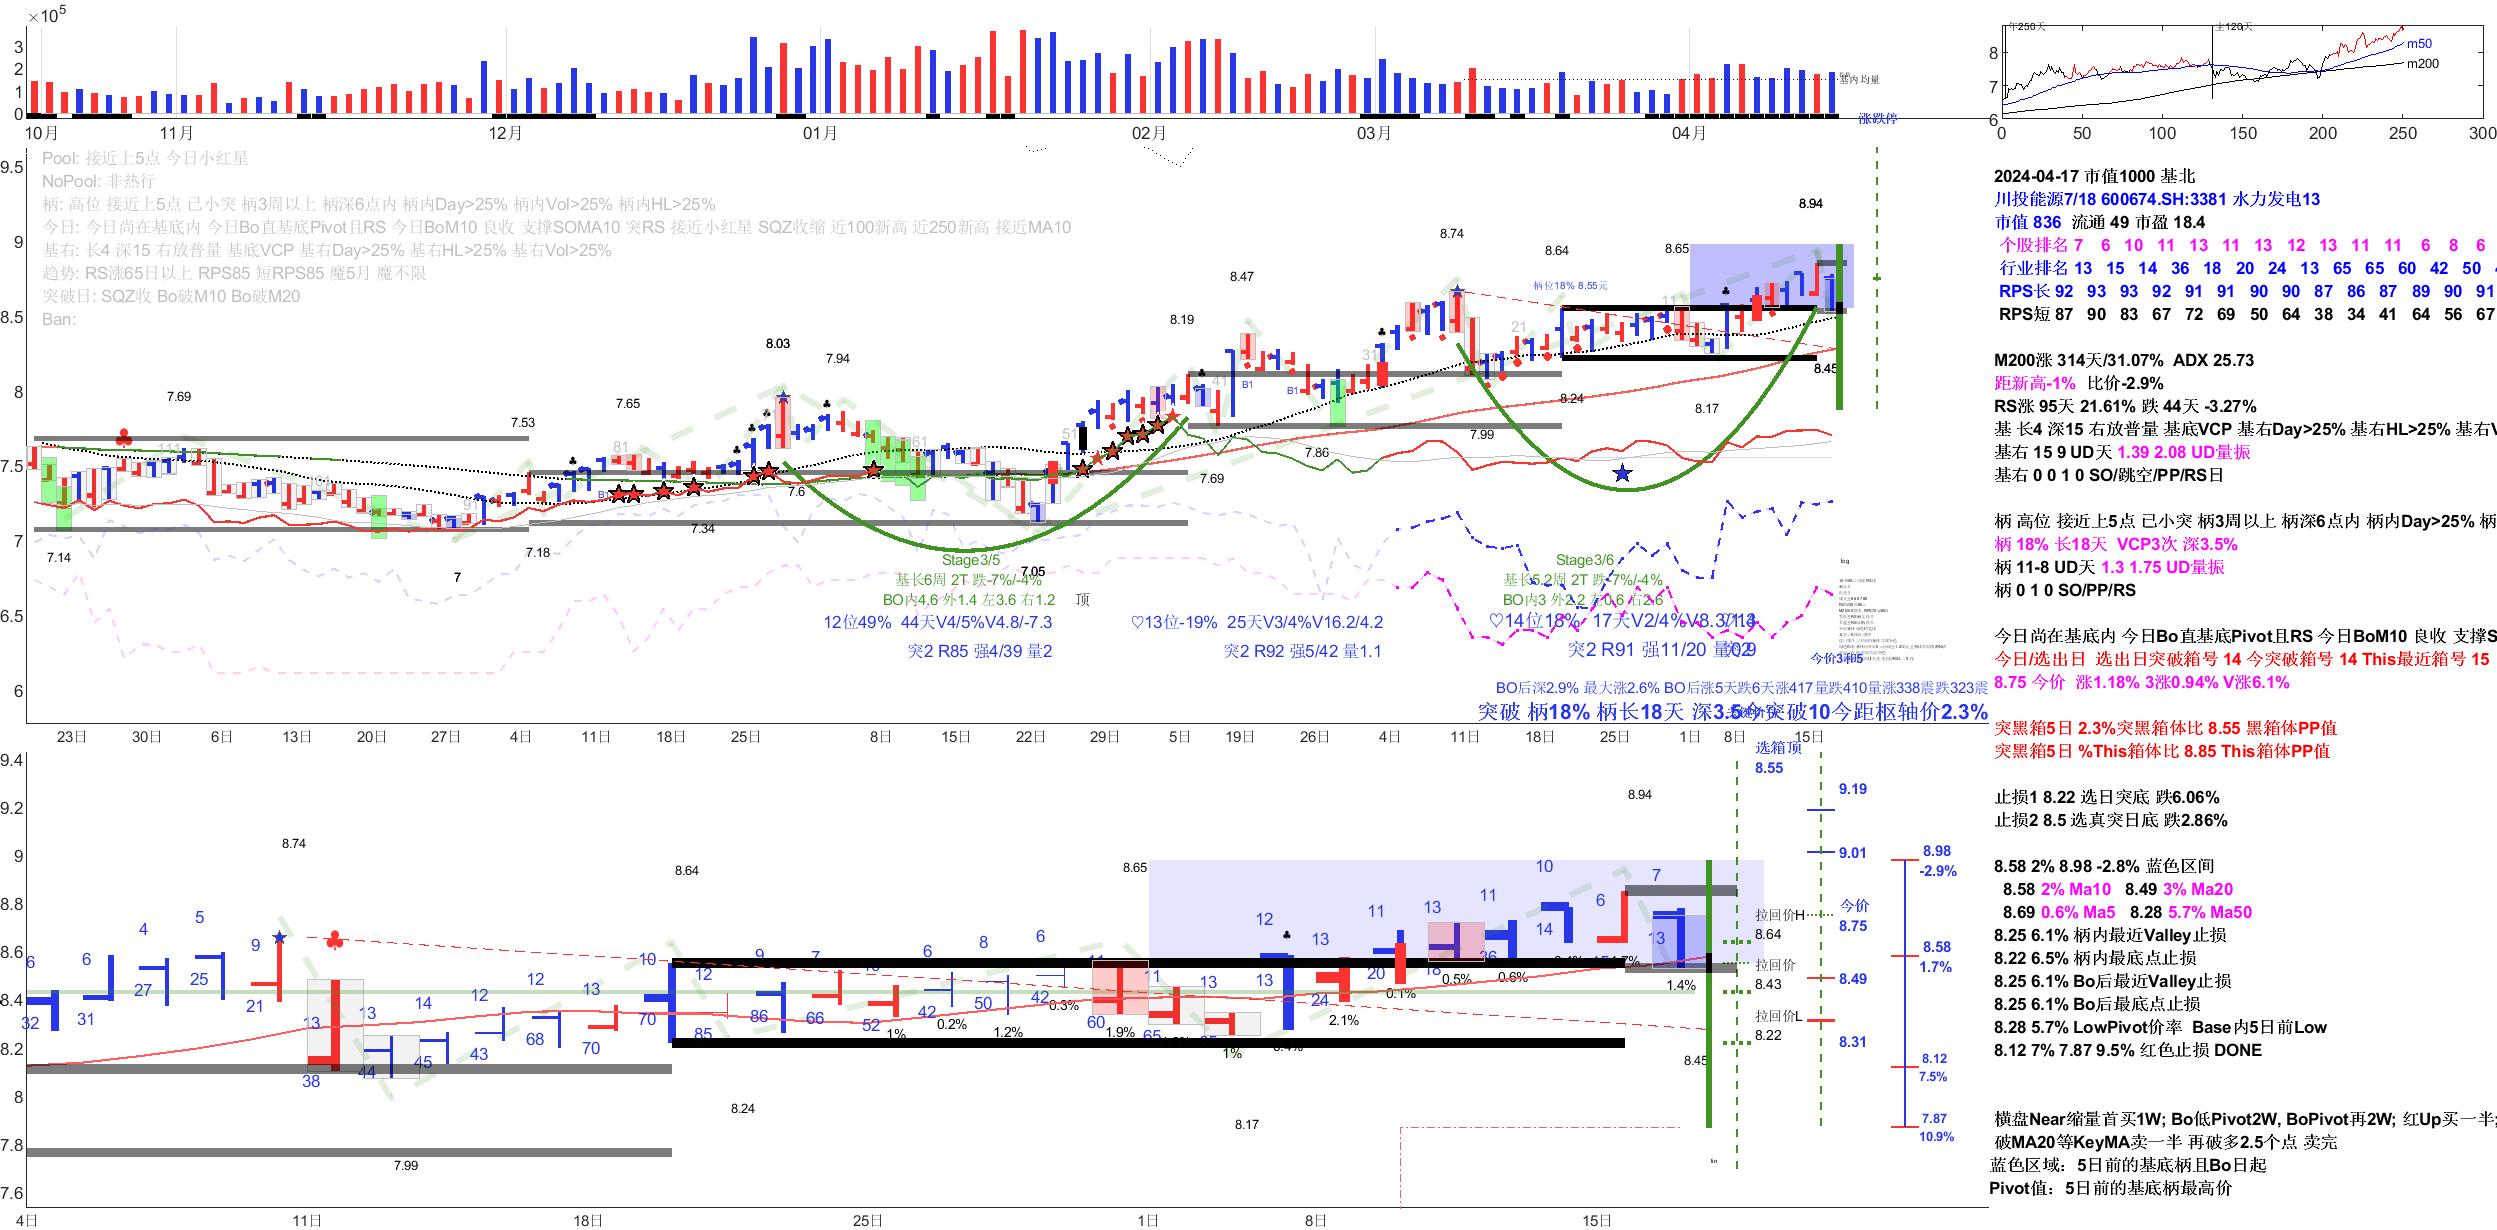 ×10⁵
3
2
1
0
10月 11月 12月 01月 02月 03月 04月
基内均量
涨跌停
年250天 主120天
8
7
6
m50
m200
0 50 100 150 200 250 300
Pool: 接近上5点 今日小红星
NoPool: 非热行
柄: 高位 接近上5点 己小突 柄3周以上 柄深6点内 柄内Day>25% 柄内Vol>25% 柄内HL>25%
今日: 今日尚在基底内 今日Bo直基底Pivot且RS 今日BoM10 良收 支撑SOMA10 突RS 接近小红星 SQZ收缩 近100新高 近250新高 接近MA10
基右: 长4 深15 右放普量 基底VCP 基右Day>25% 基右HL>25% 基右Vol>25%
趋势: RS涨65日以上 RPS85 短RPS85 魔5月 魔不限
突破日: SQZ收 Bo破M10 Bo破M20
Ban:
9.5
9
8.5
8
7.5
7
6.5
6
8.94
8.74
8.64
8.65
8.47
柄位18% 8.55元
8.19
21
8.03
7.94
31
41
8.45
7.69
7.65
7.53
B1 B1
8.24
8.17
111
81
61
51
7.99
7.86
7.69
7.6
91
7.34
7.14
7.18
7
7.05
Stage3/5
基长6周 2T 跌-7%/-4%
BO内4.6 外1.4 左3.6 右1.2
顶
12位49% 44天V4/5%V4.8/-7.3
突2 R85 强4/39 量2
♡13位-19% 25天V3/4%V16.2/4.2
突2 R92 强5/42 量1.1
Stage3/6
基长5.2周 2T 跌-7%/-4%
BO内3 外2.2 左0.6 右2.6
♡14位18% 17天V2/4%V8.3/
突2 R91 强11/20
今价3和5
BO后深2.9% 最大涨2.6% BO后涨5天跌6天涨417量跌410量涨338震跌323震
突破 柄18% 柄长18天 深3.5今突破10今距枢轴价2.3%
23日 30日 6日 13日 20日 27日 4日 11日 18日 25日 8日 15日 22日 29日 5日 19日 26日 4日 11日 18日 25日 1日 8日 15日
9.4
9.2
9
8.8
8.6
8.4
8.2
8
7.8
7.6
选箱顶
8.55
9.19
9.01
8.98
-2.9%
8.94
8.74
8.64
8.65
今价
8.75
拉回价H
8.64
拉回价
8.43
拉回价L
8.22
8.58
1.7%
8.49
8.31
8.12
7.5%
7.87
10.9%
8.45
8.24
8.17
7.99
6 6 4 5 9 13 13 14 12 12 13 10 12 9 7 6 8 6 11 11 13 13 12 13 11 13 11 10 6 7
32 31 27 25 21 38 44 45 43 68 70 70 85 86 66 52 42 50 42 60 24 20 14 13
1% 0.2% 1.2% 0.3% 1.9% 1% 2.1% 0.1% 0.5% 0.6% 1.4%
4日 11日 18日 25日 1日 8日 15日
2024-04-17 市值1000 基北
川投能源7/18 600674.SH:3381 水力发电13
市值 836 流通 49 市盈 18.4
个股排名 7 6 10 11 13 11 13 12 13 11 11 6 8 6
行业排名 13 15 14 36 18 20 24 13 65 65 60 42 50
RPS长 92 93 93 92 91 91 90 90 87 86 87 89 90 91
RPS短 87 90 83 67 72 69 50 64 38 34 41 64 56 67
M200涨 314天/31.07% ADX 25.73
距新高-1% 比价-2.9%
RS涨 95天 21.61% 跌 44天 -3.27%
基 长4 深15 右放普量 基底VCP 基右Day>25% 基右HL>25% 基右V
基右 15 9 UD天 1.39 2.08 UD量振
基右 0 0 1 0 SO/跳空/PP/RS日
柄 高位 接近上5点 己小突 柄3周以上 柄深6点内 柄内Day>25% 柄
柄 18% 长18天 VCP3次 深3.5%
柄 11-8 UD天 1.3 1.75 UD量振
柄 0 1 0 SO/PP/RS
今日尚在基底内 今日Bo直基底Pivot且RS 今日BoM10 良收 支撑S
今日/选出日 选出日突破箱号 14 今突破箱号 14 This最近箱号 15
8.75 今价 涨1.18% 3涨0.94% V涨6.1%
突黑箱5日 2.3%突黑箱体比 8.55 黑箱体PP值
突黑箱5日 %This箱体比 8.85 This箱体PP值
止损1 8.22 选日突底 跌6.06%
止损2 8.5 选真突日底 跌2.86%
8.58 2% 8.98 -2.8% 蓝色区间
8.58 2% Ma10 8.49 3% Ma20
8.69 0.6% Ma5 8.28 5.7% Ma50
8.25 6.1% 柄内最近Valley止损
8.22 6.5% 柄内最底点止损
8.25 6.1% Bo后最近Valley止损
8.25 6.1% Bo后最底点止损
8.28 5.7% LowPivot价率 Base内5日前Low
8.12 7% 7.87 9.5% 红色止损 DONE
横盘Near缩量首买1W; Bo低Pivot2W, BoPivot再2W; 红Up买一半;
破MA20等KeyMA卖一半 再破多2.5个点 卖完
蓝色区域：5日前的基底柄且Bo日起
Pivot值：5日前的基底柄最高价